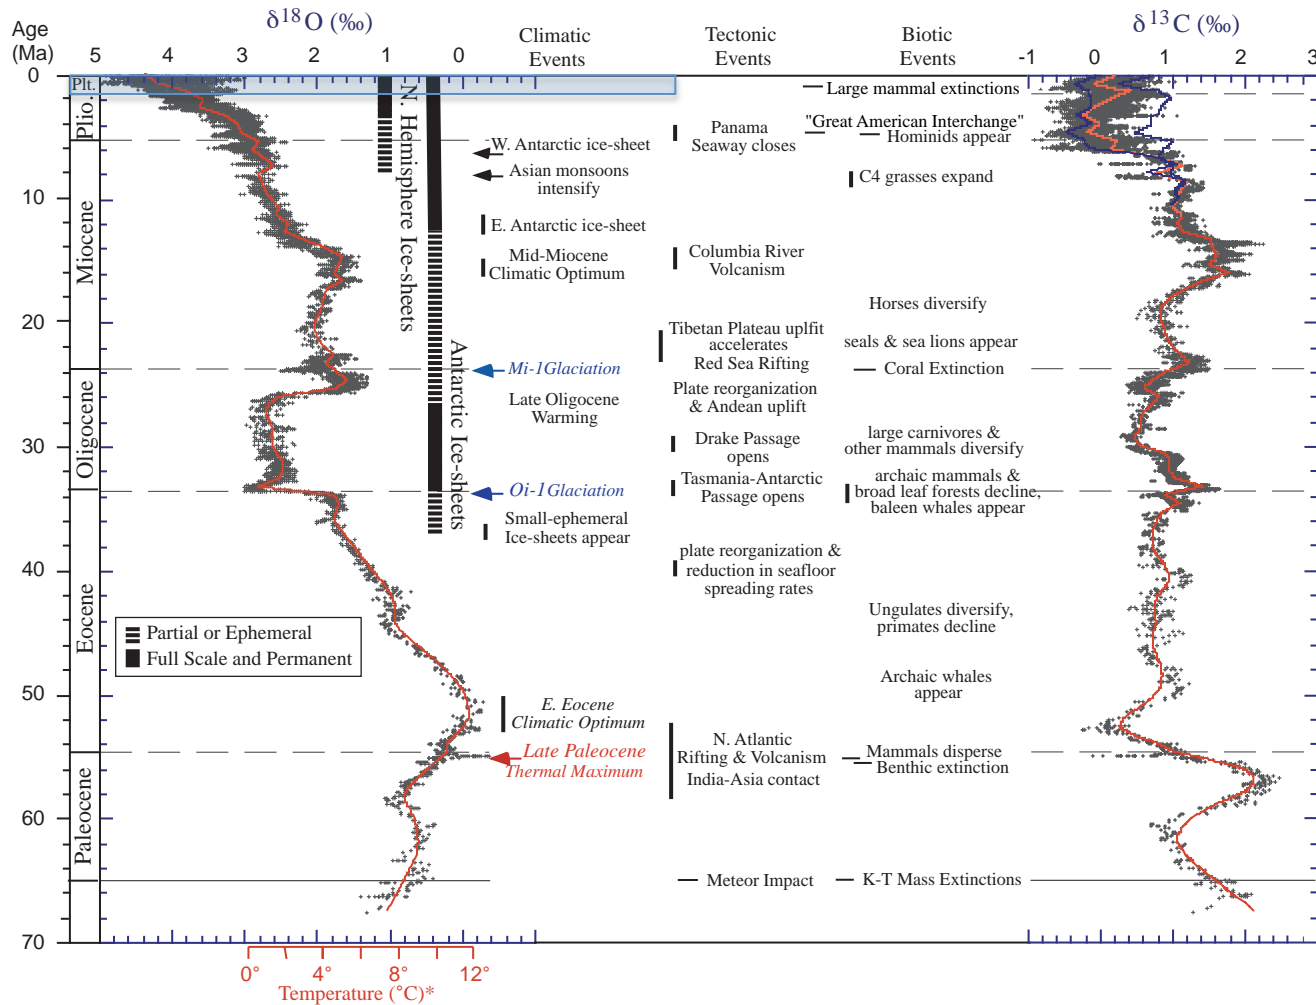 Age
(Ma)
δ18O (‰)
5 4 3 2 1 0
Climatic
Events
Tectonic
Events
Biotic
Events
δ13C (‰)
-1 0 1 2 3
0
10
20
30
40
50
60
70
Plt.
Plio.
Miocene
Oligocene
Eocene
Paleocene
N. Hemisphere Ice-sheets
Antarctic Ice-sheets
W. Antarctic ice-sheet
Asian monsoons
intensify
E. Antarctic ice-sheet
Mid-Miocene
Climatic Optimum
Mi-1Glaciation
Late Oligocene
Warming
Oi-1Glaciation
Small-ephemeral
Ice-sheets appear
E. Eocene
Climatic Optimum
Late Paleocene
Thermal Maximum
Partial or Ephemeral
Full Scale and Permanent
Panama
Seaway closes
Columbia River
Volcanism
Tibetan Plateau uplfit
accelerates
Red Sea Rifting
Plate reorganization
& Andean uplift
Drake Passage
opens
Tasmania-Antarctic
Passage opens
plate reorganization &
reduction in seafloor
spreading rates
N. Atlantic
Rifting & Volcanism
India-Asia contact
Meteor Impact
Large mammal extinctions
"Great American Interchange"
Hominids appear
C4 grasses expand
Horses diversify
seals & sea lions appear
Coral Extinction
large carnivores &
other mammals diversify
archaic mammals &
broad leaf forests decline,
baleen whales appear
Ungulates diversify,
primates decline
Archaic whales
appear
Mammals disperse
Benthic extinction
K-T Mass Extinctions
0° 4° 8° 12°
Temperature (°C)*